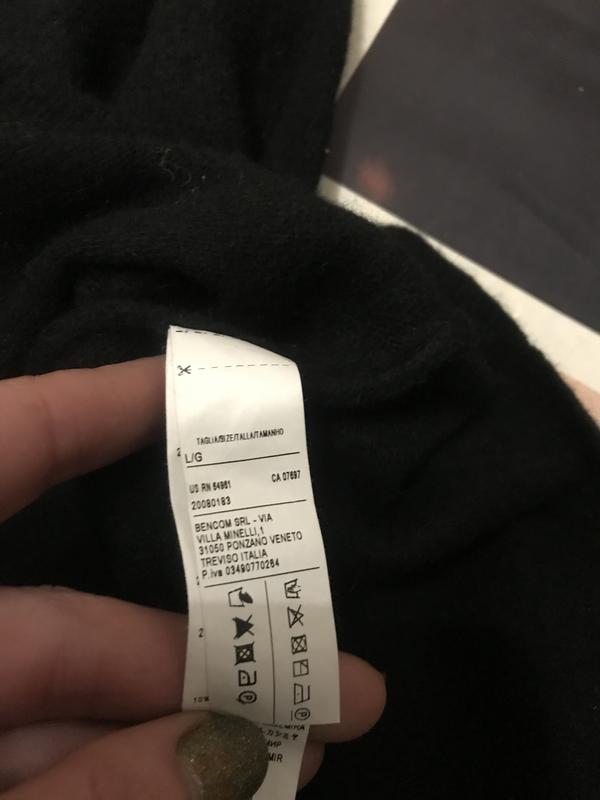 TAGLIA/SIZE/TALLA/TAMANHO
L/G
US RN 64961 CA 07697
20080183
BENCOM SRL - VIA
VILLA MINELLI,1
31050 PONZANO VENETO
TREVISO ITALIA
P.iva 03490770264